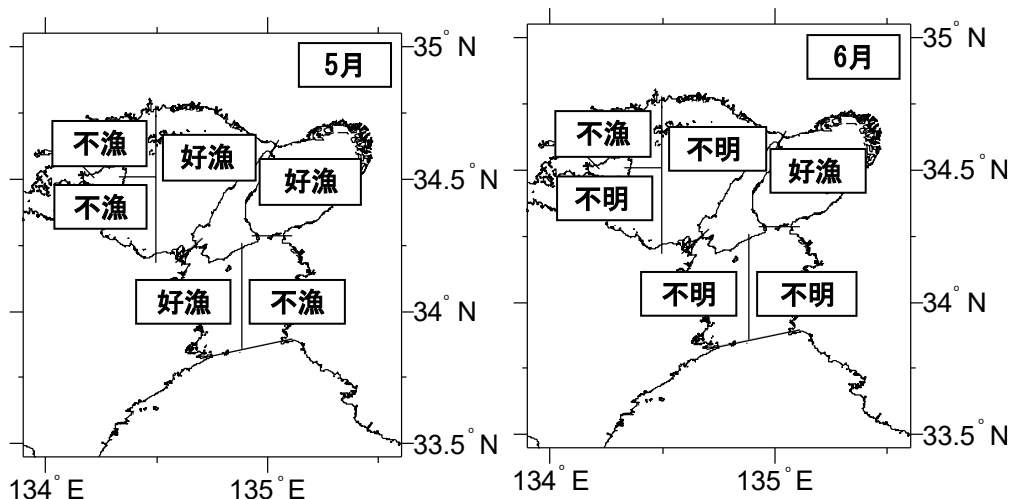 5月
35° N
不漁
好漁
好漁
34.5° N
不漁
好漁
不漁
34° N
33.5° N
134° E
135° E
6月
35° N
不漁
不明
好漁
34.5° N
不明
不明
不明
34° N
33.5° N
134° E
135° E